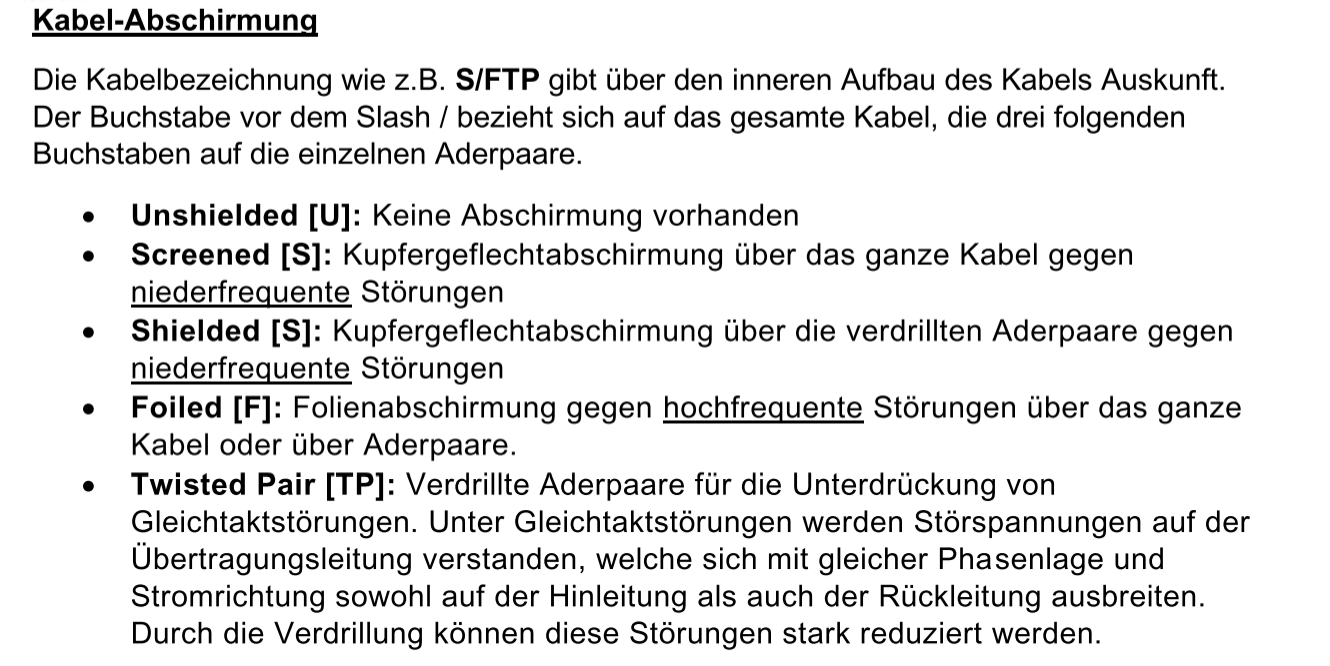 Kabel-Abschirmung
Die Kabelbezeichnung wie z.B. S/FTP gibt über den inneren Aufbau des Kabels Auskunft.
Der Buchstabe vor dem Slash / bezieht sich auf das gesamte Kabel, die drei folgenden
Buchstaben auf die einzelnen Aderpaare.
• Unshielded [U]: Keine Abschirmung vorhanden
• Screened [S]: Kupfergeflechtabschirmung über das ganze Kabel gegen
niederfrequente Störungen
• Shielded [S]: Kupfergeflechtabschirmung über die verdrillten Aderpaare gegen
niederfrequente Störungen
• Foiled [F]: Folienabschirmung gegen hochfrequente Störungen über das ganze
Kabel oder über Aderpaare.
• Twisted Pair [TP]: Verdrillte Aderpaare für die Unterdrückung von
Gleichtaktstörungen. Unter Gleichtaktstörungen werden Störspannungen auf der
Übertragungsleitung verstanden, welche sich mit gleicher Phasenlage und
Stromrichtung sowohl auf der Hinleitung als auch der Rückleitung ausbreiten.
Durch die Verdrillung können diese Störungen stark reduziert werden.